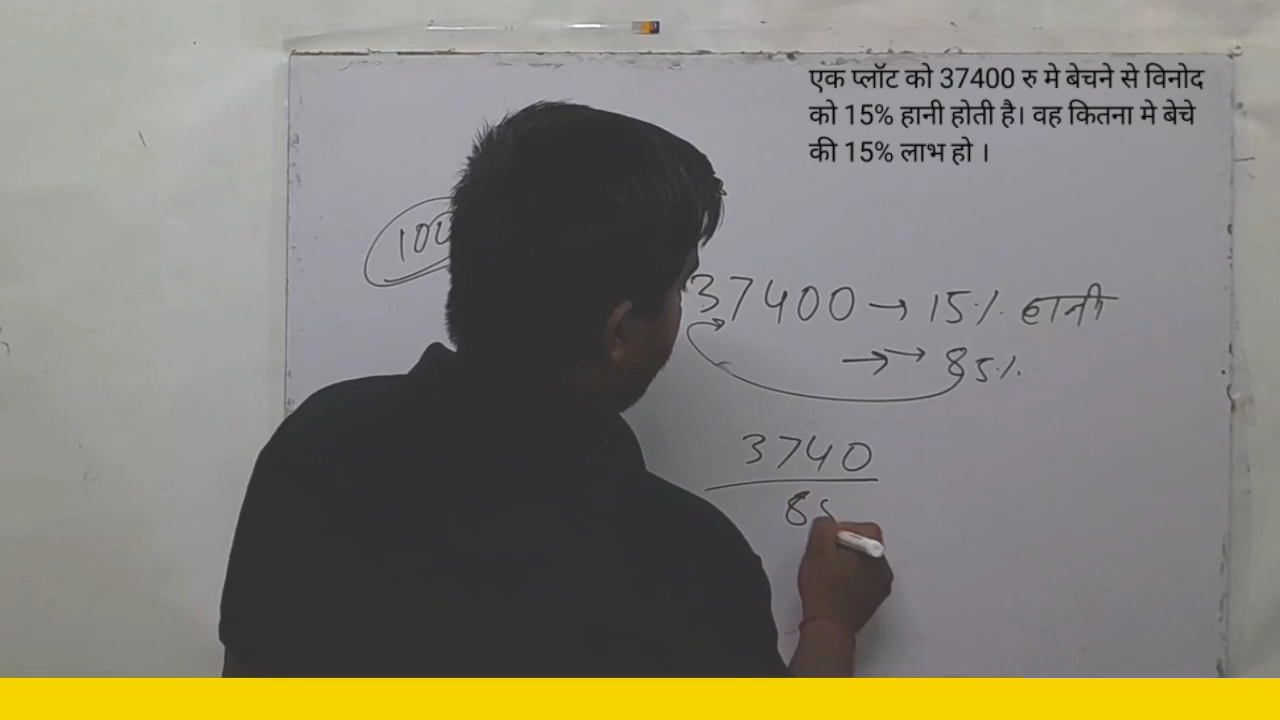 एक प्लॉट को 37400 रु मे बेचने से विनोद
को 15% हानी होती है। वह कितना मे बेचे
की 15% लाभ हो ।
37400 → 15% हानी
→ → 85%
3740